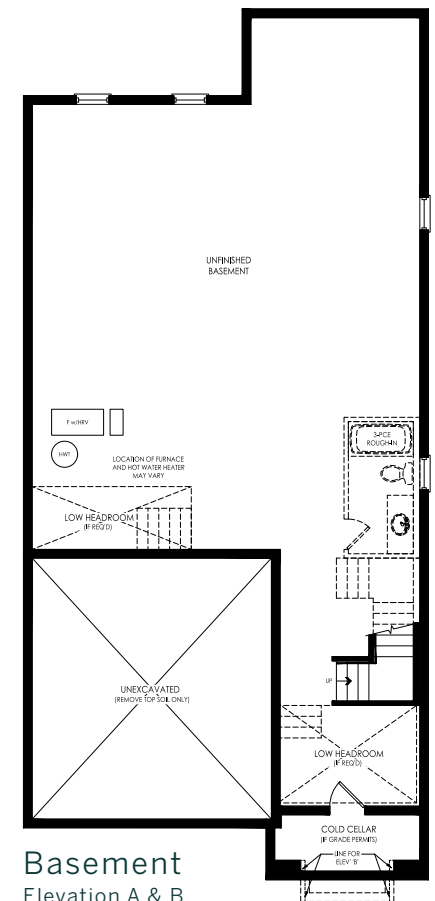 UNFINISHED
BASEMENT
F w/HRV
HWT
LOCATION OF FURNACE
AND HOT WATER HEATER
MAY VARY
3-PCE
ROUGH-IN
LOW HEADROOM
(IF REQ'D)
UNEXCAVATED
(REMOVE TOP SOIL ONLY)
UP
LOW HEADROOM
(IF REQ'D)
COLD CELLAR
(IF GRADE PERMITS)
LINE FOR
ELEV 'B'
Basement
Elevation A & B